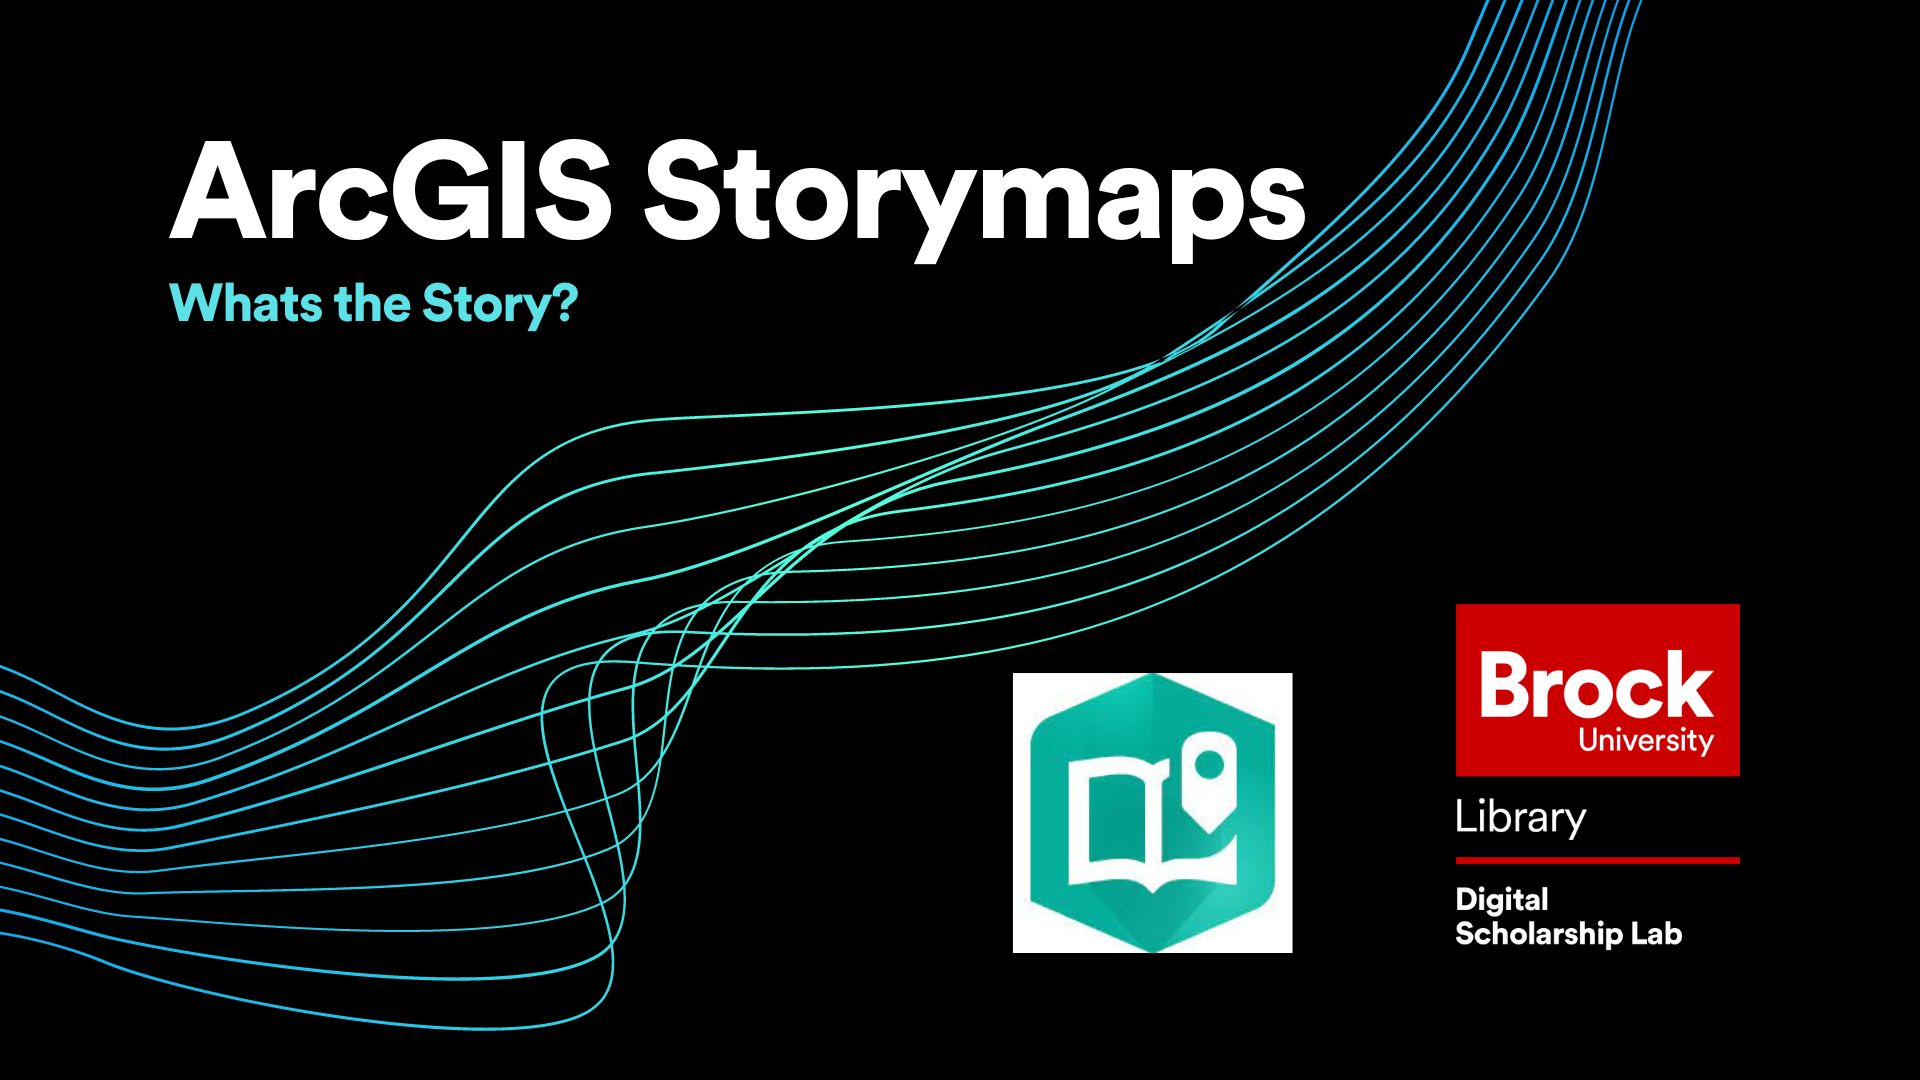 ArcGIS Storymaps
Whats the Story?
Brock
University
Library
Digital
Scholarship Lab